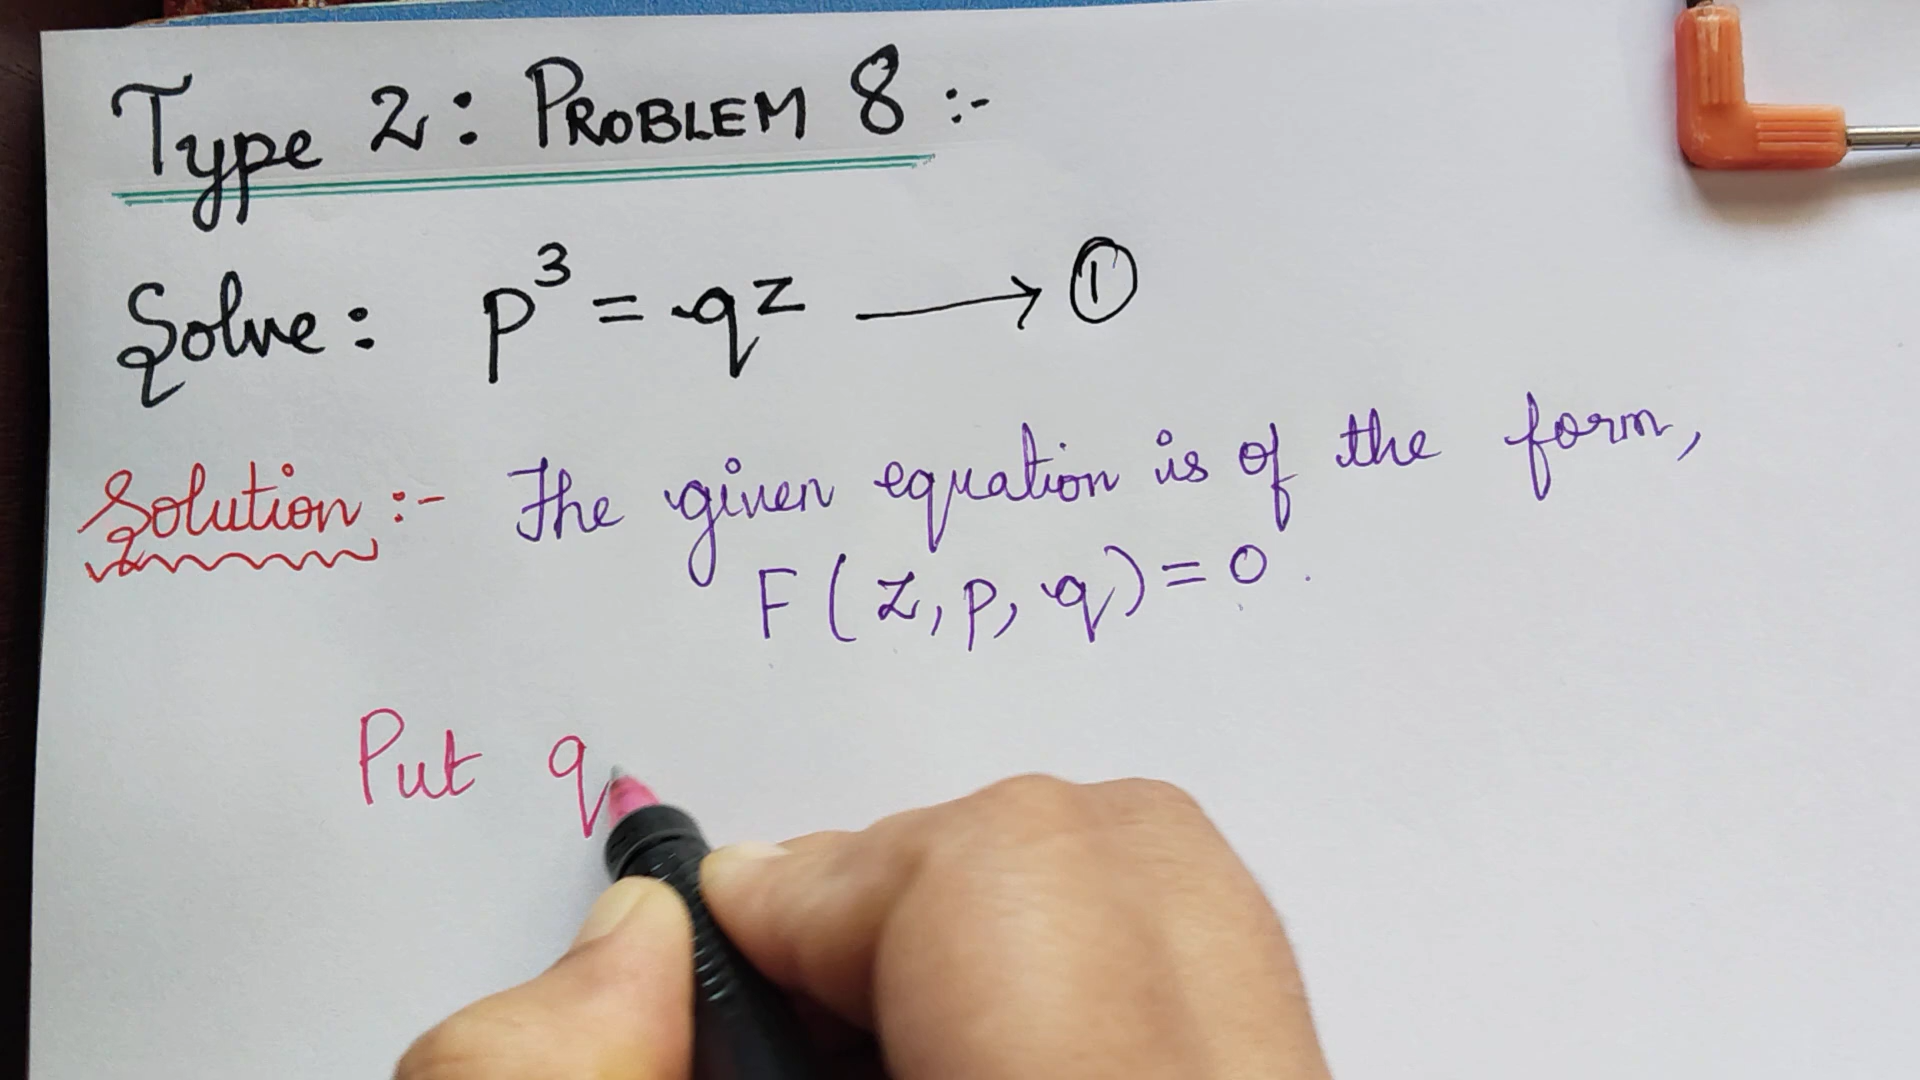 Type 2: PROBLEM 8 :-
Solve: p³ = qz ⟶ ①
Solution :- The given equation is of the form,
F(z, p, q) = 0.
Put q